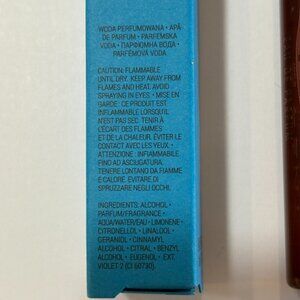 WODA PERFUMOWANA • APĂ
DE PARFUM • PARFEMSKA
VODA • ПАРФЮМНА ВОДА •
PARFÉMOVÁ VODA
CAUTION: FLAMMABLE
UNTIL DRY. KEEP AWAY FROM
FLAMES AND HEAT. AVOID
SPRAYING IN EYES • MISE EN
GARDE: CE PRODUIT EST
INFLAMMABLE LORSQU'IL
N'EST PAS SEC. TENIR À
L'ÉCART DES FLAMMES
ET DE LA CHALEUR. ÉVITER LE
CONTACT AVEC LES YEUX. •
ATTENZIONE: INFIAMMABILE
FINO AD ASCIUGATURA.
TENERE LONTANO DA FIAMME
E CALORE. EVITARE DI
SPRUZZARE NEGLI OCCHI.
INGREDIENTS: ALCOHOL •
PARFUM/FRAGRANCE •
AQUA/WATER/EAU • LIMONENE •
CITRONELLOL • LINALOOL •
GERANIOL • CINNAMYL
ALCOHOL • CITRAL • BENZYL
ALCOHOL • EUGENOL • EXT.
VIOLET 2 (CI 60730).